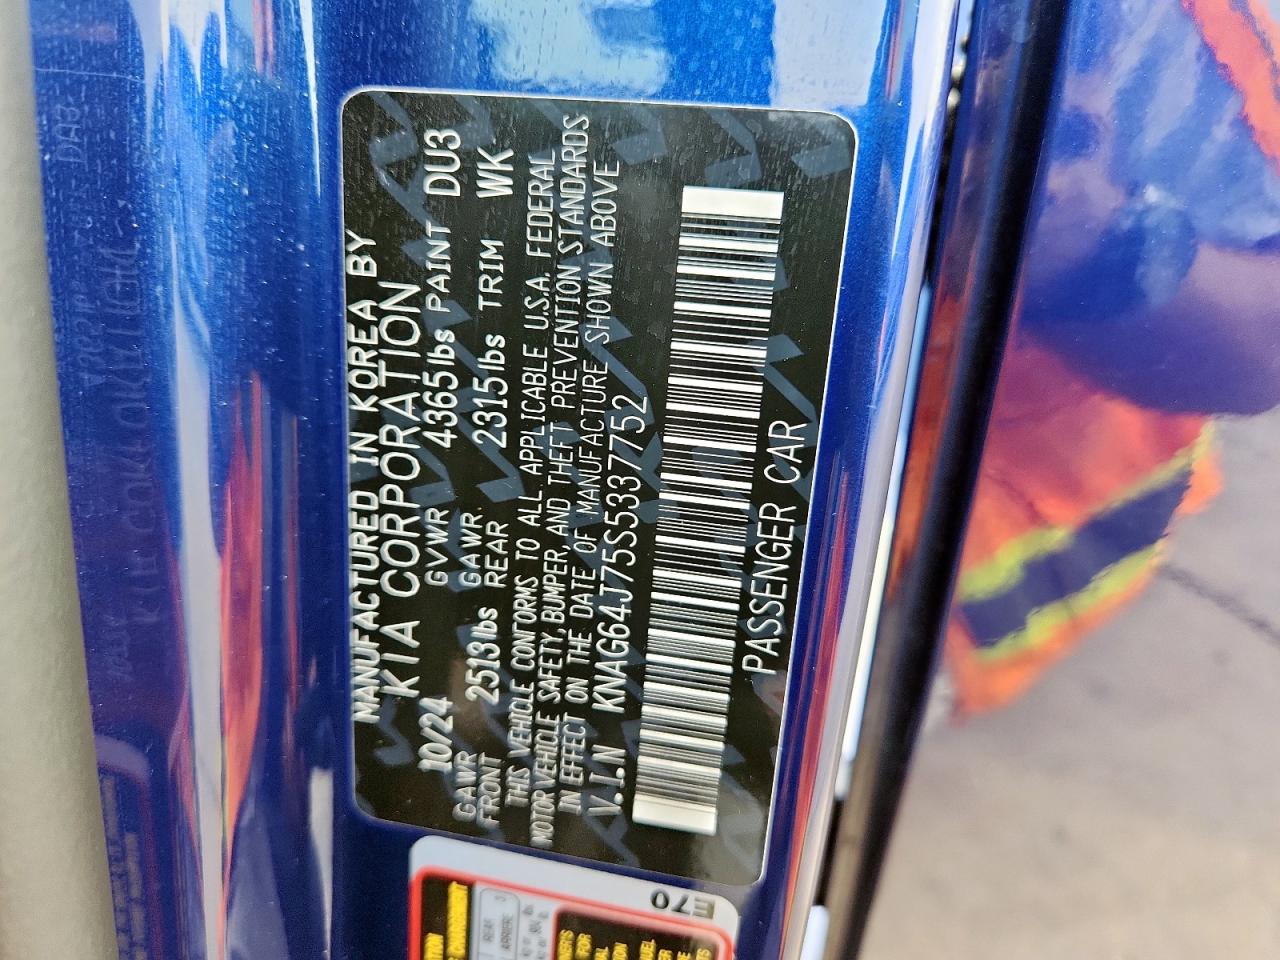 MANUFACTURED IN KOREA BY
KIA CORPORATION
10/24 GVWR 4365lbs PAINT DU3
GAWR FRONT 2513lbs GAWR REAR 2315lbs TRIM WK
THIS VEHICLE CONFORMS TO ALL APPLICABLE U.S.A. FEDERAL
MOTOR VEHICLE SAFETY, BUMPER, AND THEFT PREVENTION STANDARDS
IN EFFECT ON THE DATE OF MANUFACTURE SHOWN ABOVE
V.I.N KNAG64J75S5337752
PASSENGER CAR
REAR
ARRIERE